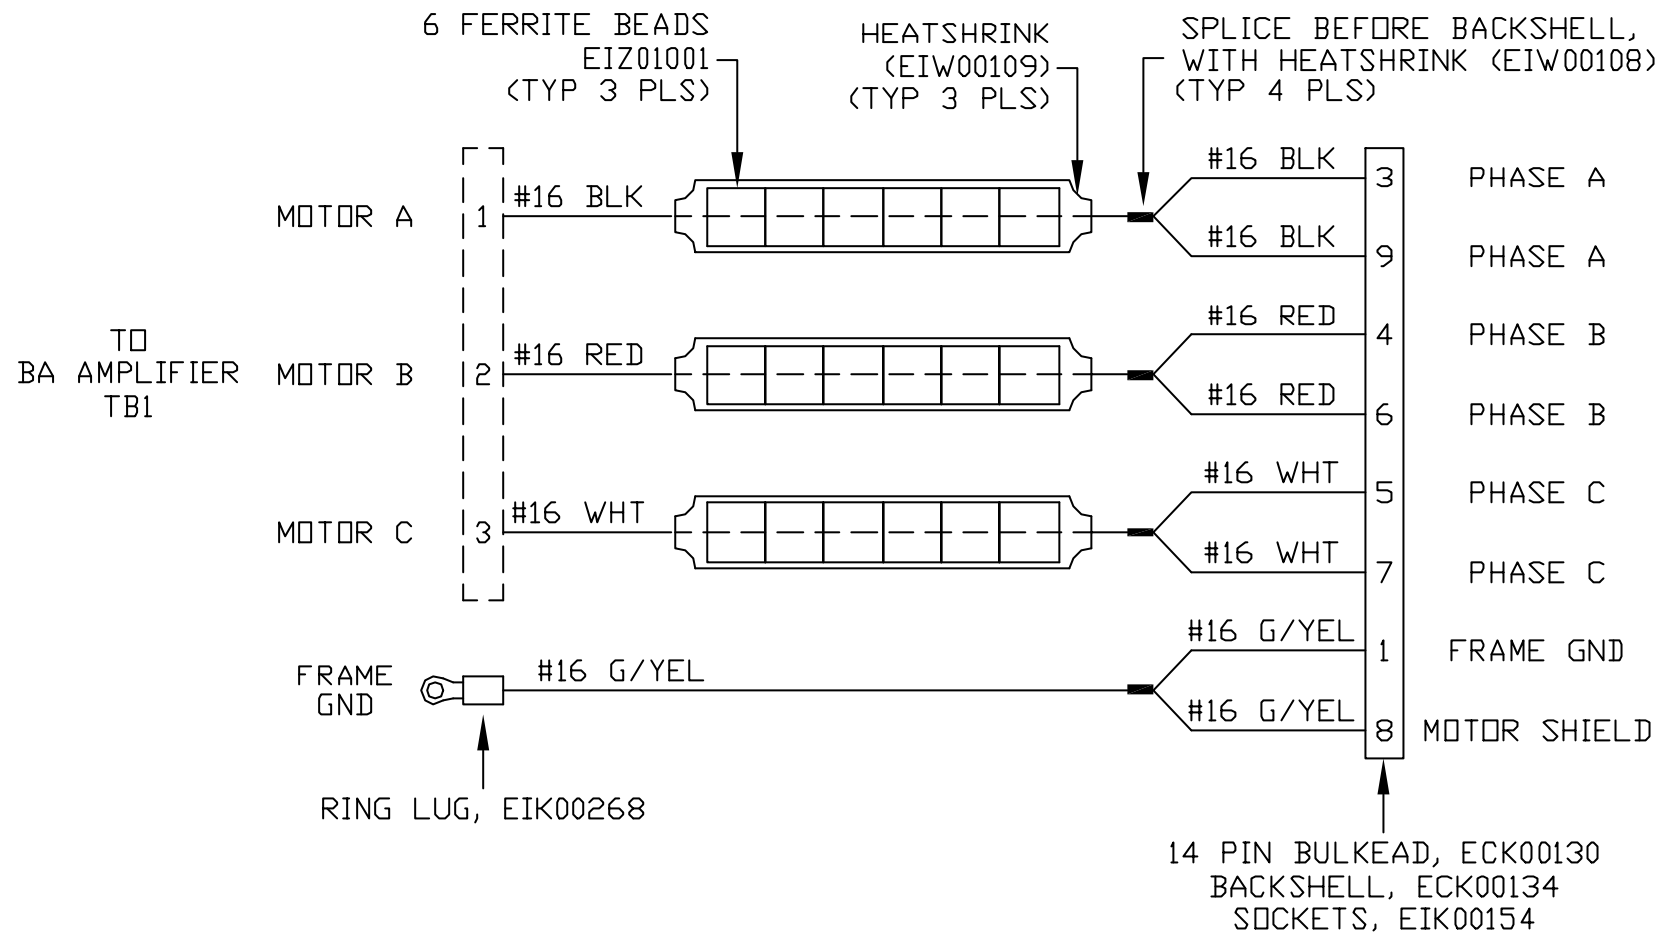 6 FERRITE BEADS
EIZ01001
(TYP 3 PLS)
HEATSHRINK
(EIW00109)
(TYP 3 PLS)
SPLICE BEFORE BACKSHELL,
WITH HEATSHRINK (EIW00108)
(TYP 4 PLS)
TO
BA AMPLIFIER
TB1
MOTOR A
1
#16 BLK
#16 BLK
3
PHASE A
#16 BLK
9
PHASE A
MOTOR B
2
#16 RED
#16 RED
4
PHASE B
#16 RED
6
PHASE B
MOTOR C
3
#16 WHT
#16 WHT
5
PHASE C
#16 WHT
7
PHASE C
FRAME
GND
#16 G/YEL
#16 G/YEL
1
FRAME GND
#16 G/YEL
8
MOTOR SHIELD
RING LUG, EIK00268
14 PIN BULKEAD, ECK00130
BACKSHELL, ECK00134
SOCKETS, EIK00154